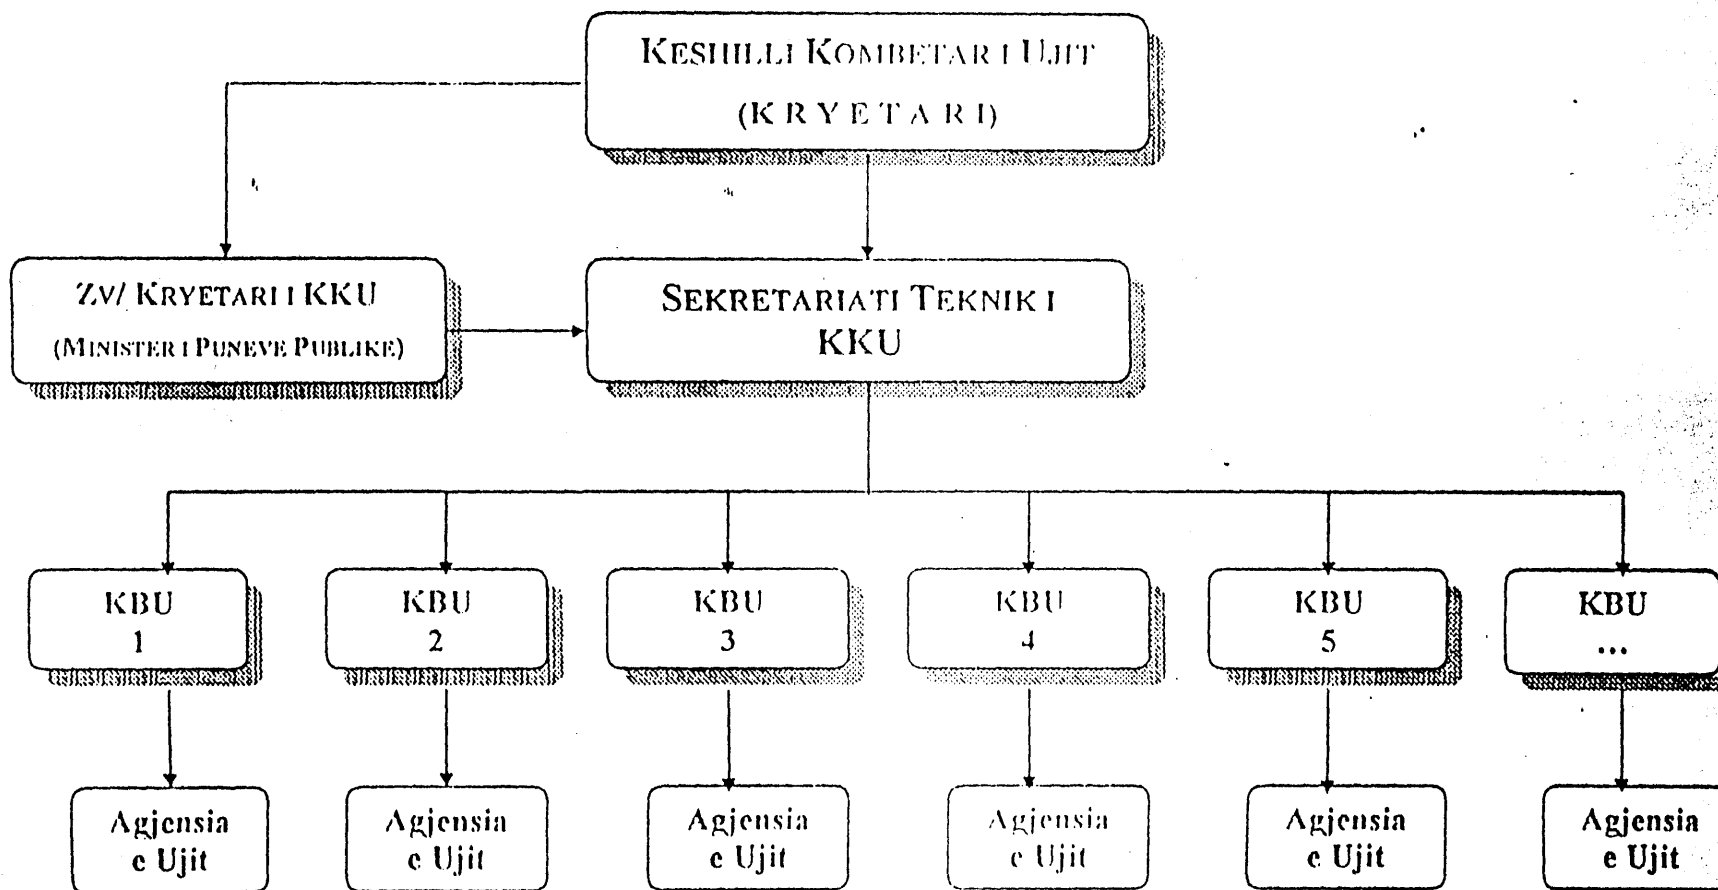 KESHILLI KOMBETAR I UJIT
(K R Y E T A R I)
ZV/ KRYETARI I KKU
(MINISTER I PUNEVE PUBLIKE)
SEKRETARIATI TEKNIK I
KKU
KBU
1
KBU
2
KBU
3
KBU
4
KBU
5
KBU
...
Agjensia
e Ujit
Agjensia
e Ujit
Agjensia
e Ujit
Agjensia
e Ujit
Agjensia
e Ujit
Agjensia
e Ujit